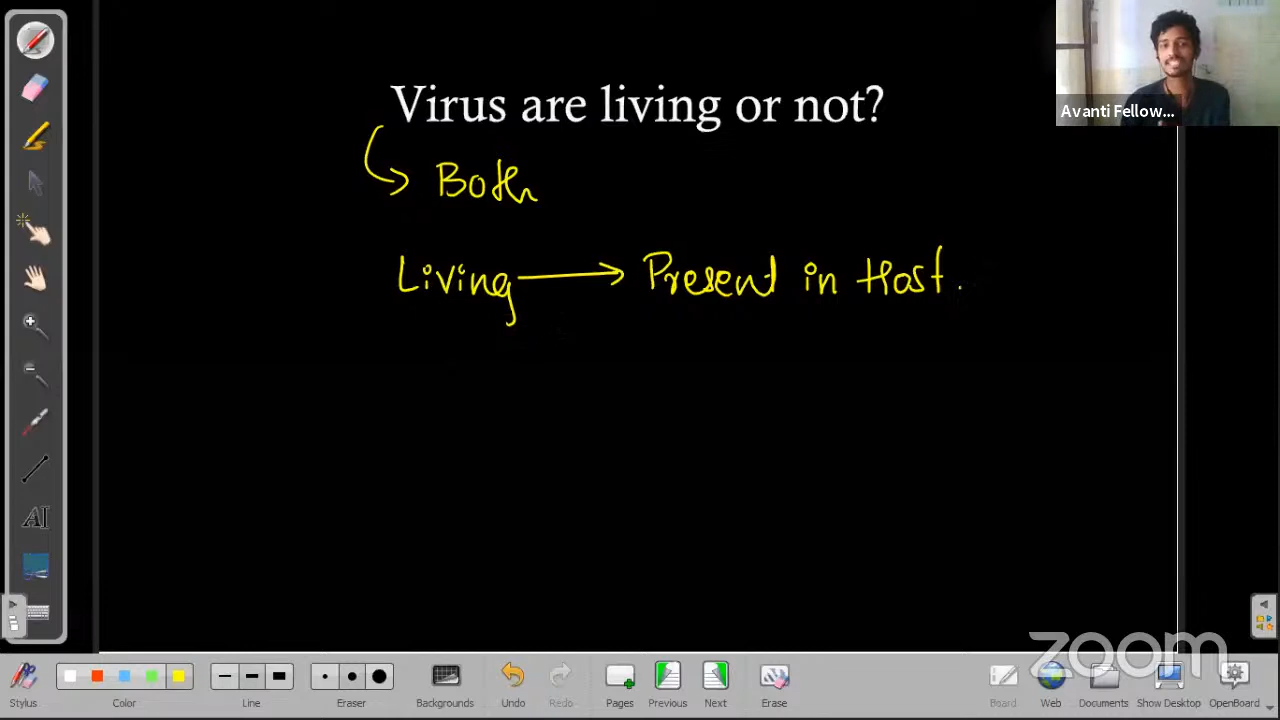 Virus are living or not?
Avanti Fellow...
Both
Living → Present in Host.
AI
zoom
Stylus
Color
Line
Eraser
Backgrounds
Undo
Redo
Pages
Previous
Next
Erase
Board
Web
Documents
Show Desktop
OpenBoard